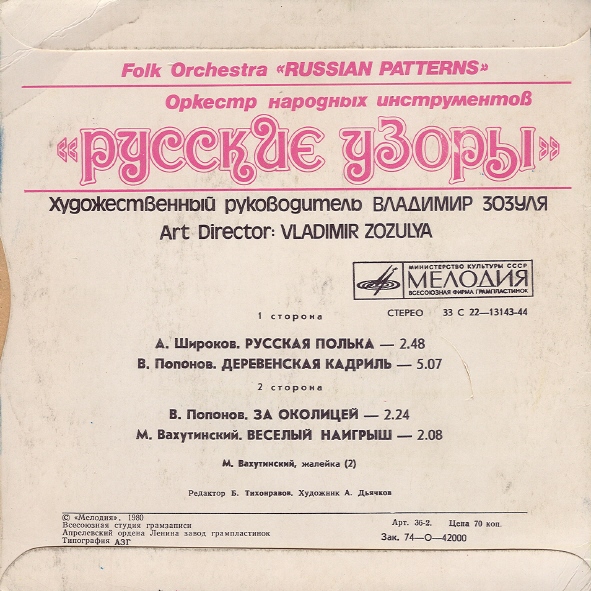 Folk Orchestra «RUSSIAN PATTERNS»
Оркестр народных инструментов
«РУССКИЕ УЗОРЫ»
Художественный руководитель ВЛАДИМИР ЗОЗУЛЯ
Art Director: VLADIMIR ZOZULYA
МИНИСТЕРСТВО КУЛЬТУРЫ СССР
МЕЛОДИЯ
ВСЕСОЮЗНАЯ ФИРМА ГРАМПЛАСТИНОК
СТЕРЕО 33 С 22—13143-44
1 сторона
А. Широков. РУССКАЯ ПОЛЬКА — 2.48
В. Попонов. ДЕРЕВЕНСКАЯ КАДРИЛЬ — 5.07
2 сторона
В. Попонов. ЗА ОКОЛИЦЕЙ — 2.24
М. Вахутинский. ВЕСЕЛЫЙ НАИГРЫШ — 2.08
М. Вахутинский, жалейка (2)
Редактор Б. Тихонравов. Художник А. Дьячков
© «Мелодия», 1980
Всесоюзная студия грамзаписи
Апрелевский ордена Ленина завод грампластинок
Типография АЗГ
Арт. 36-2. Цена 70 коп.
Зак. 74—О—42000